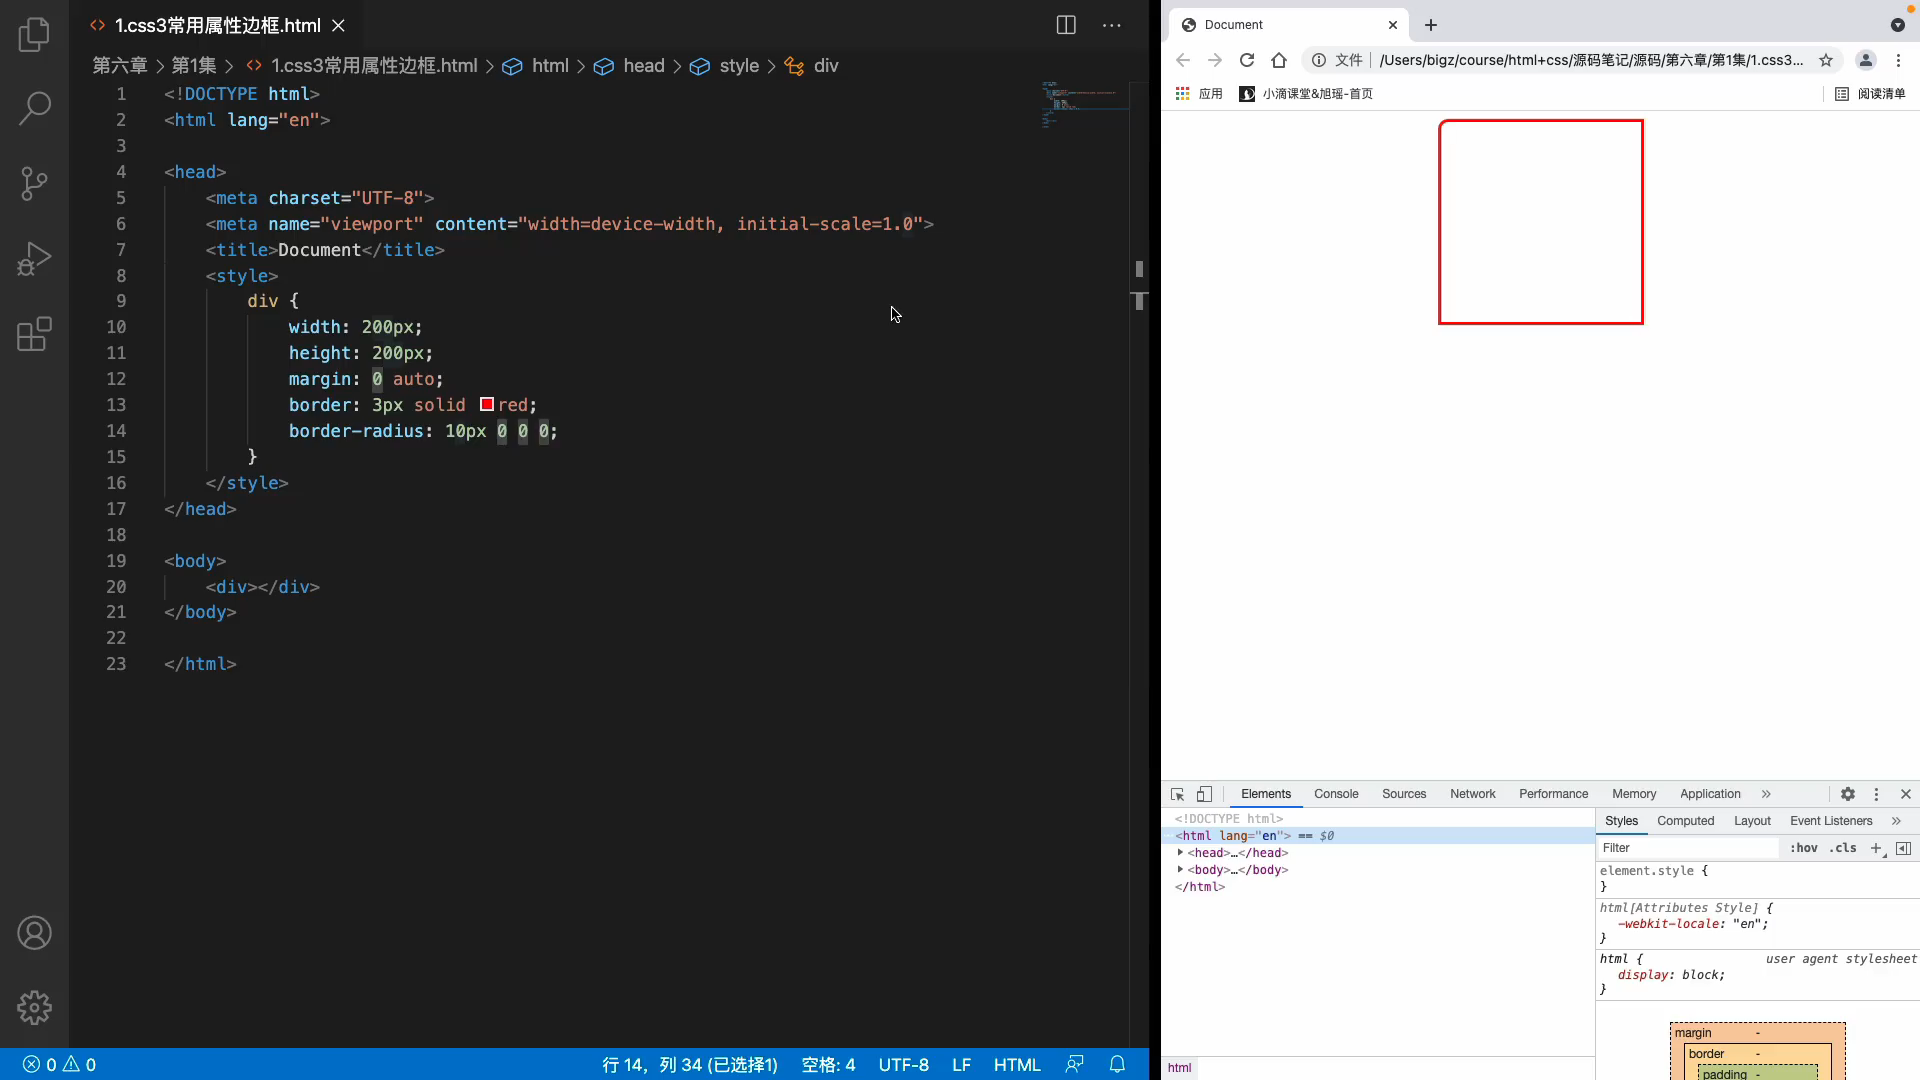 1.css3常用属性边框.html
第六章 > 第1集 > 1.css3常用属性边框.html > html > head > style > div
1 <!DOCTYPE html>
2 <html lang="en">
3
4 <head>
5 <meta charset="UTF-8">
6 <meta name="viewport" content="width=device-width, initial-scale=1.0">
7 <title>Document</title>
8 <style>
9 div {
10 width: 200px;
11 height: 200px;
12 margin: 0 auto;
13 border: 3px solid red;
14 border-radius: 10px 0 0 0;
15 }
16 </style>
17 </head>
18
19 <body>
20 <div></div>
21 </body>
22
23 </html>
0 0
行 14，列 34 (已选择1) 空格: 4 UTF-8 LF HTML
Document
文件 /Users/bigz/course/html+css/源码笔记/源码/第六章/第1集/1.css3...
应用 小滴课堂&旭瑶-首页 阅读清单
Elements Console Sources Network Performance Memory Application »
<!DOCTYPE html>
<html lang="en"> == $0
<head>…</head>
<body>…</body>
</html>
html
Styles Computed Layout Event Listeners »
Filter :hov .cls +
element.style {
}
html[Attributes Style] {
-webkit-locale: "en";
}
html { user agent stylesheet
display: block;
}
margin -
border -
padding -